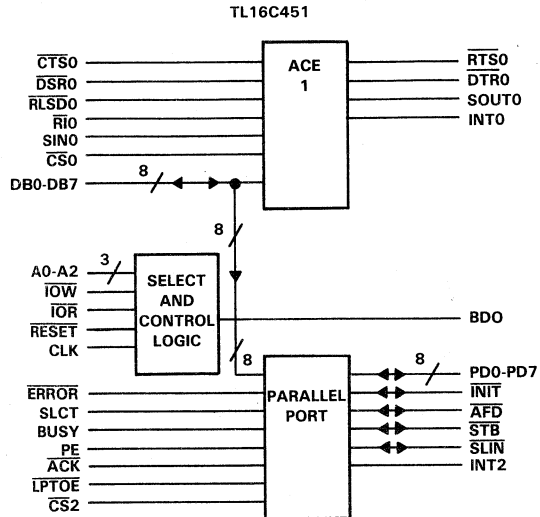 TL16C451
CTS0
DSR0
RLSD0
RI0
SIN0
CS0
DB0-DB7
8
ACE
1
RTS0
DTR0
SOUT0
INT0
8
A0-A2
3
IOW
IOR
RESET
CLK
SELECT
AND
CONTROL
LOGIC
BDO
8
ERROR
SLCT
BUSY
PE
ACK
LPTOE
CS2
PARALLEL
PORT
8
PD0-PD7
INIT
AFD
STB
SLIN
INT2